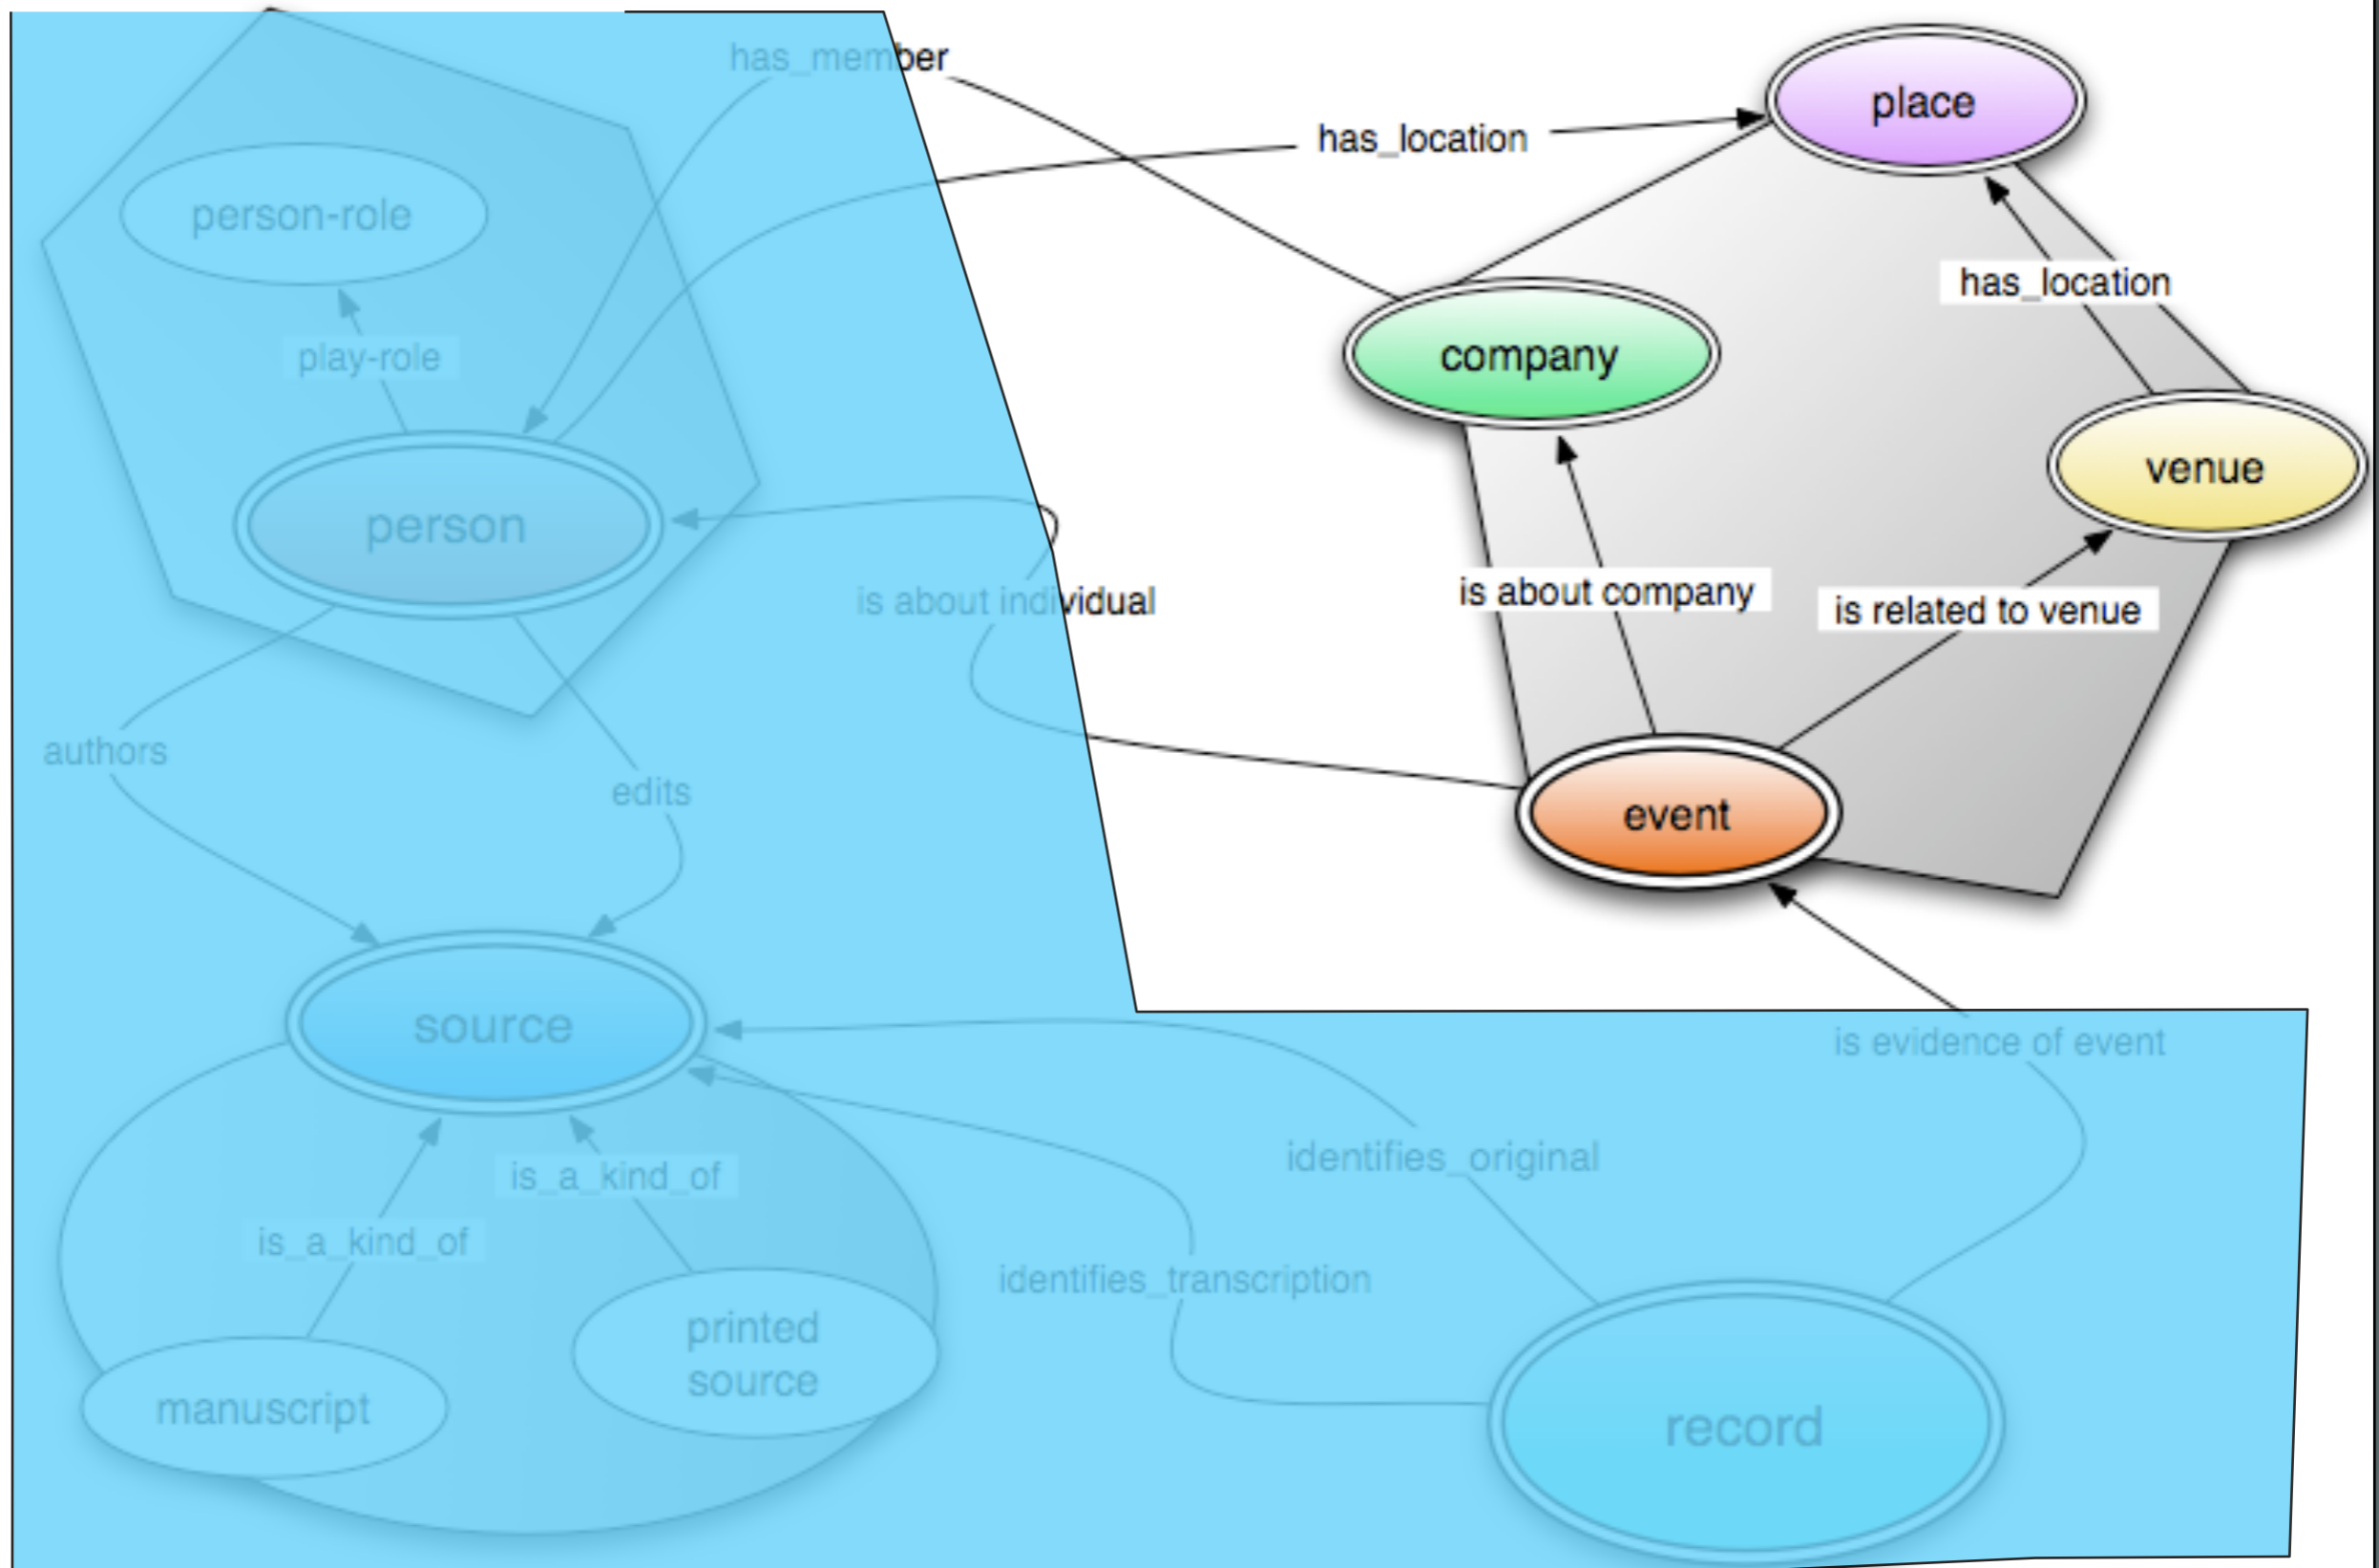 has_member
place
has_location
person-role
has_location
play-role
company
venue
person
is about individual
is about company
is related to venue
authors
edits
event
source
is evidence of event
identifies_original
is_a_kind_of
is_a_kind_of
identifies_transcription
printed
source
manuscript
record